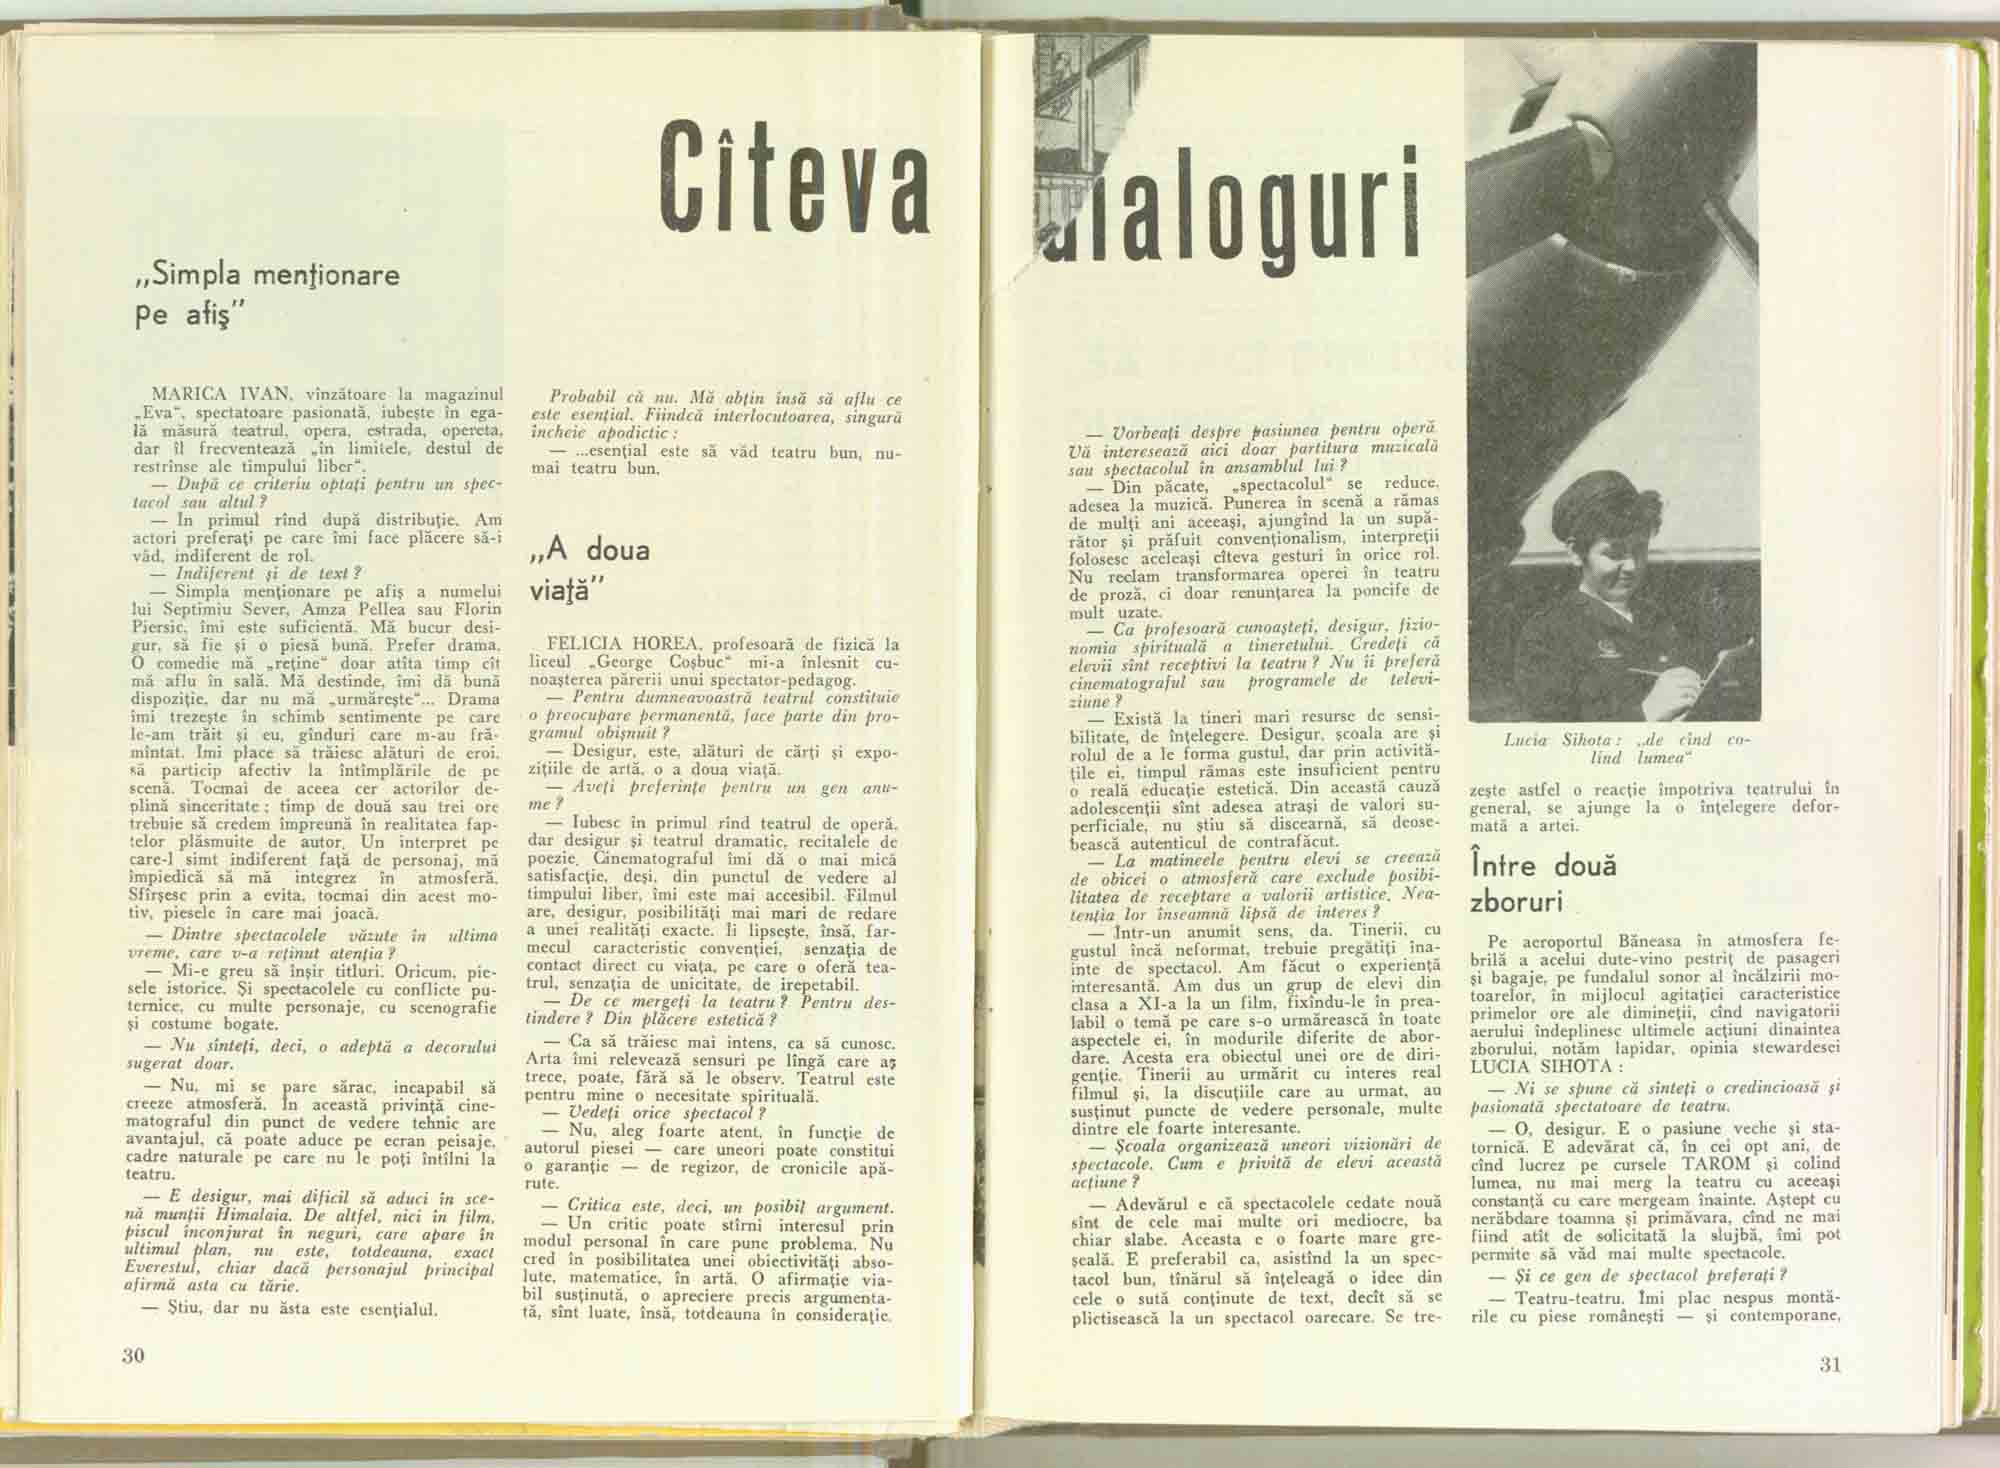 Cîteva dialoguri
„Simpla menţionare
pe afiş”
MARICA IVAN, vînzătoare la magazinul
„Eva“, spectatoare pasionată, iubeşte în ega-
lă măsură teatrul, opera, estrada, opereta,
dar îl frecventează „în limitele, destul de
restrînse ale timpului liber“.
— După ce criteriu optaţi pentru un spec-
tacol sau altul ?
— In primul rînd după distribuţie. Am
actori preferaţi pe care îmi face plăcere să-i
văd, indiferent de rol.
— Indiferent şi de text ?
— Simpla menţionare pe afiş a numelui
lui Septimiu Sever, Amza Pellea sau Florin
Piersic, îmi este suficientă. Mă bucur desi-
gur, să fie şi o piesă bună. Prefer drama.
O comedie mă „reţine“ doar atîta timp cît
mă aflu în sală. Mă destinde, îmi dă bună
dispoziţie, dar nu mă „urmăreşte“... Drama
îmi trezeşte în schimb sentimente pe care
le-am trăit şi eu, gînduri care m-au fră-
mîntat. Imi place să trăiesc alături de eroi,
să particip afectiv la întîmplările de pe
scenă. Tocmai de aceea cer actorilor de-
plină sinceritate ; timp de două sau trei ore
trebuie să credem împreună în realitatea fap-
telor plăsmuite de autor. Un interpret pe
care-l simt indiferent faţă de personaj, mă
împiedică să mă integrez în atmosferă.
Sfîrşesc prin a evita, tocmai din acest mo-
tiv, piesele în care mai joacă.
— Dintre spectacolele văzute în ultima
vreme, care v-a reţinut atenţia ?
— Mi-e greu să înşir titluri. Oricum, pie-
sele istorice. Şi spectacolele cu conflicte pu-
ternice, cu multe personaje, cu scenografie
şi costume bogate.
— Nu sînteţi, deci, o adeptă a decorului
sugerat doar.
— Nu, mi se pare sărac, incapabil să
creeze atmosferă. In această privinţă cine-
matograful din punct de vedere tehnic are
avantajul, că poate aduce pe ecran peisaje,
cadre naturale pe care nu le poţi întîlni la
teatru.
— E desigur, mai dificil să aduci în sce-
nă munţii Himalaia. De altfel, nici în film,
piscul înconjurat în neguri, care apare în
ultimul plan, nu este, totdeauna, exact
Everestul, chiar dacă personajul principal
afirmă asta cu tărie.
— Ştiu, dar nu ăsta este esenţialul.
30
Probabil că nu. Mă abţin însă să aflu ce
este esenţial. Fiindcă interlocutoarea, singură
încheie apodictic :
— ...esenţial este să văd teatru bun, nu-
mai teatru bun.
„A doua
viaţă”
FELICIA HOREA, profesoară de fizică la
liceul „George Coşbuc“ mi-a înlesnit cu-
noaşterea părerii unui spectator-pedagog.
— Pentru dumneavoastră teatrul constituie
o preocupare permanentă, face parte din pro-
gramul obişnuit ?
— Desigur, este, alături de cărţi şi expo-
ziţiile de artă, o a doua viaţă.
— Aveţi preferinţe pentru un gen anu-
me ?
— Iubesc în primul rînd teatrul de operă,
dar desigur şi teatrul dramatic, recitalele de
poezie. Cinematograful îmi dă o mai mică
satisfacţie, deşi, din punctul de vedere al
timpului liber, îmi este mai accesibil. Filmul
are, desigur, posibilităţi mai mari de redare
a unei realităţi exacte. Ii lipseşte, însă, far-
mecul caracteristic convenţiei, senzaţia de
contact direct cu viaţa, pe care o oferă tea-
trul, senzaţia de unicitate, de irepetabil.
— De ce mergeţi la teatru ? Pentru des-
tindere ? Din plăcere estetică ?
— Ca să trăiesc mai intens, ca să cunosc.
Arta îmi relevează sensuri pe lîngă care aş
trece, poate, fără să le observ. Teatrul este
pentru mine o necesitate spirituală.
— Vedeţi orice spectacol ?
— Nu, aleg foarte atent, în funcţie de
autorul piesei — care uneori poate constitui
o garanţie — de regizor, de cronicile apă-
rute.
— Critica este, deci, un posibil argument.
— Un critic poate stîrni interesul prin
modul personal în care pune problema. Nu
cred în posibilitatea unei obiectivităţi abso-
lute, matematice, în artă. O afirmaţie via-
bil susţinută, o apreciere precis argumenta-
tă, sînt luate, însă, totdeauna în consideraţie.
— Vorbeaţi despre pasiunea pentru operă.
Vă interesează aici doar partitura muzicală
sau spectacolul în ansamblul lui ?
— Din păcate, „spectacolul“ se reduce,
adesea la muzică. Punerea în scenă a rămas
de mulţi ani aceeaşi, ajungînd la un supă-
rător şi prăfuit convenţionalism, interpreţii
folosesc aceleaşi cîteva gesturi în orice rol.
Nu reclam transformarea operei în teatru
de proză, ci doar renunţarea la poncife de
mult uzate.
— Ca profesoară cunoaşteţi, desigur, fizio-
nomia spirituală a tineretului. Credeţi că
elevii sînt receptivi la teatru ? Nu îi preferă
cinematograful sau programele de televi-
ziune ?
— Există la tineri mari resurse de sensi-
bilitate, de înţelegere. Desigur, şcoala are şi
rolul de a le forma gustul, dar prin activită-
ţile ei, timpul rămas este insuficient pentru
o reală educaţie estetică. Din această cauză
adolescenţii sînt adesea atraşi de valori su-
perficiale, nu ştiu să discearnă, să deose-
bească autenticul de contrafăcut.
— La matineele pentru elevi se creează
de obicei o atmosferă care exclude posibi-
litatea de receptare a valorii artistice. Nea-
tenţia lor înseamnă lipsă de interes ?
— Intr-un anumit sens, da. Tinerii, cu
gustul încă neformat, trebuie pregătiţi îna-
inte de spectacol. Am făcut o experienţă
interesantă. Am dus un grup de elevi din
clasa a XI-a la un film, fixîndu-le în prea-
labil o temă pe care s-o urmărească în toate
aspectele ei, în modurile diferite de abor-
dare. Acesta era obiectul unei ore de diri-
genţie. Tinerii au urmărit cu interes real
filmul şi, la discuţiile care au urmat, au
susţinut puncte de vedere personale, multe
dintre ele foarte interesante.
— Şcoala organizează uneori vizionări de
spectacole. Cum e privită de elevi această
acţiune ?
— Adevărul e că spectacolele cedate nouă
sînt de cele mai multe ori mediocre, ba
chiar slabe. Aceasta e o foarte mare gre-
şeală. E preferabil ca, asistînd la un spec-
tacol bun, tînărul să înţeleagă o idee din
cele o sută conţinute de text, decît să se
plictisească la un spectacol oarecare. Se tre-
Lucia Sihota : „de cînd co-
lind lumea“
zeşte astfel o reacţie împotriva teatrului în
general, se ajunge la o înţelegere defor-
mată a artei.
Între două
zboruri
Pe aeroportul Băneasa în atmosfera fe-
brilă a acelui dute-vino pestriţ de pasageri
şi bagaje, pe fundalul sonor al încălzirii mo-
toarelor, în mijlocul agitaţiei caracteristice
primelor ore ale dimineţii, cînd navigatorii
aerului îndeplinesc ultimele acţiuni dinaintea
zborului, notăm lapidar, opinia stewardesei
LUCIA SIHOTA :
— Ni se spune că sînteţi o credincioasă şi
pasionată spectatoare de teatru.
— O, desigur. E o pasiune veche şi sta-
tornică. E adevărat că, în cei opt ani, de
cînd lucrez pe cursele TAROM şi colind
lumea, nu mai merg la teatru cu aceeaşi
constanţă cu care mergeam înainte. Aştept cu
nerăbdare toamna şi primăvara, cînd ne mai
fiind atît de solicitată la slujbă, îmi pot
permite să văd mai multe spectacole.
— Şi ce gen de spectacol preferaţi ?
— Teatru-teatru. Imi plac nespus montă-
rile cu piese româneşti — şi contemporane,
31